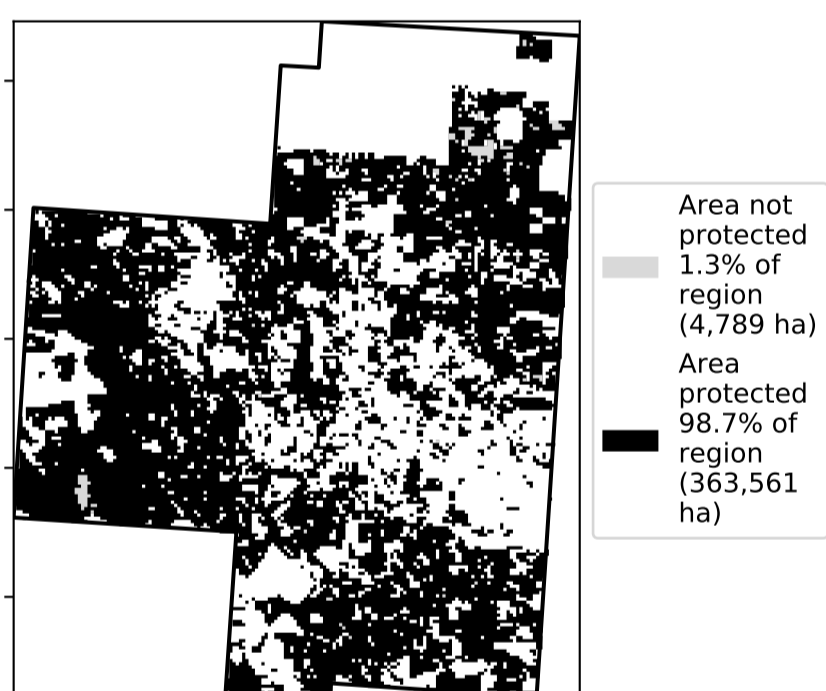 Area not
protected
1.3% of
region
(4,789 ha)
Area
protected
98.7% of
region
(363,561
ha)